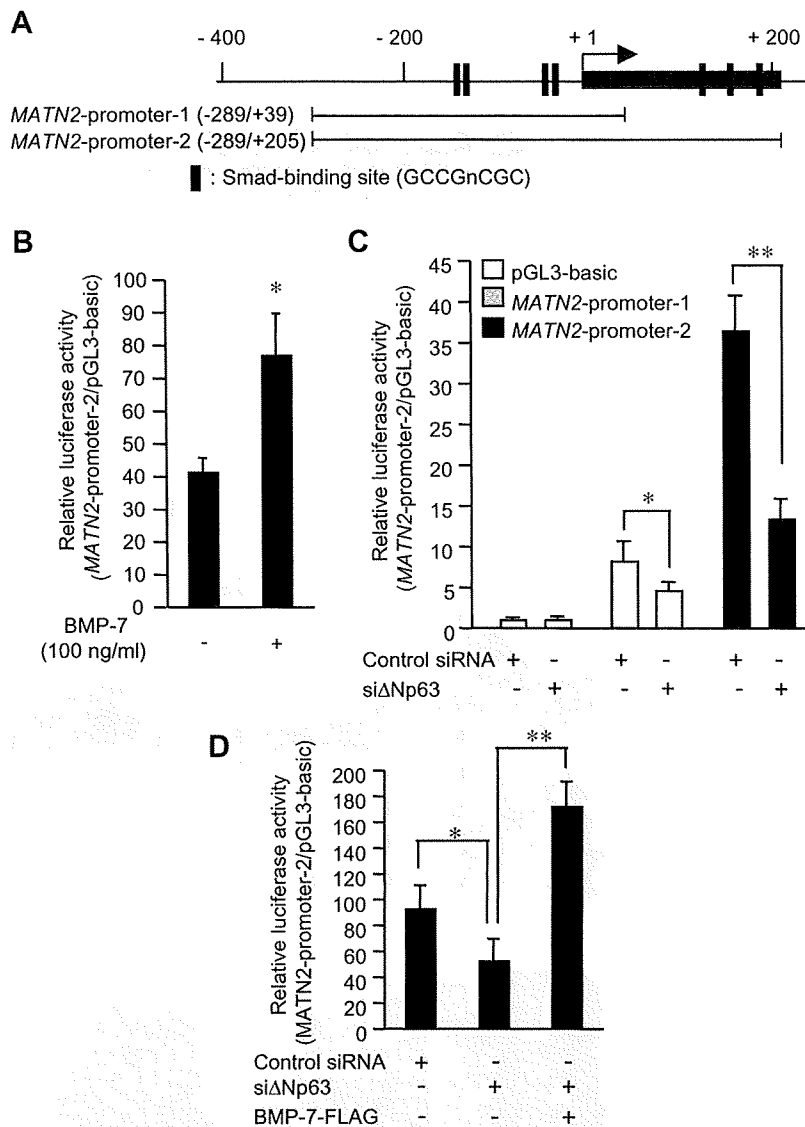 A
- 400 - 200 + 1 + 200
MATN2-promoter-1 (-289/+39)
MATN2-promoter-2 (-289/+205)
: Smad-binding site (GCCGnCGC)
B
Relative luciferase activity
(MATN2-promoter-2/pGL3-basic)
100
90
80
70
60
50
40
30
20
10
0
*
BMP-7
(100 ng/ml)
- +
C
Relative luciferase activity
(MATN2-promoter-2/pGL3-basic)
45
40
35
30
25
20
15
10
5
0
pGL3-basic
MATN2-promoter-1
MATN2-promoter-2
*
**
Control siRNA + - + - + -
si∆Np63 - + - + - +
D
Relative luciferase activity
(MATN2-promoter-2/pGL3-basic)
200
180
160
140
120
100
80
60
40
20
0
*
**
Control siRNA + - -
si∆Np63 - + +
BMP-7-FLAG - - +